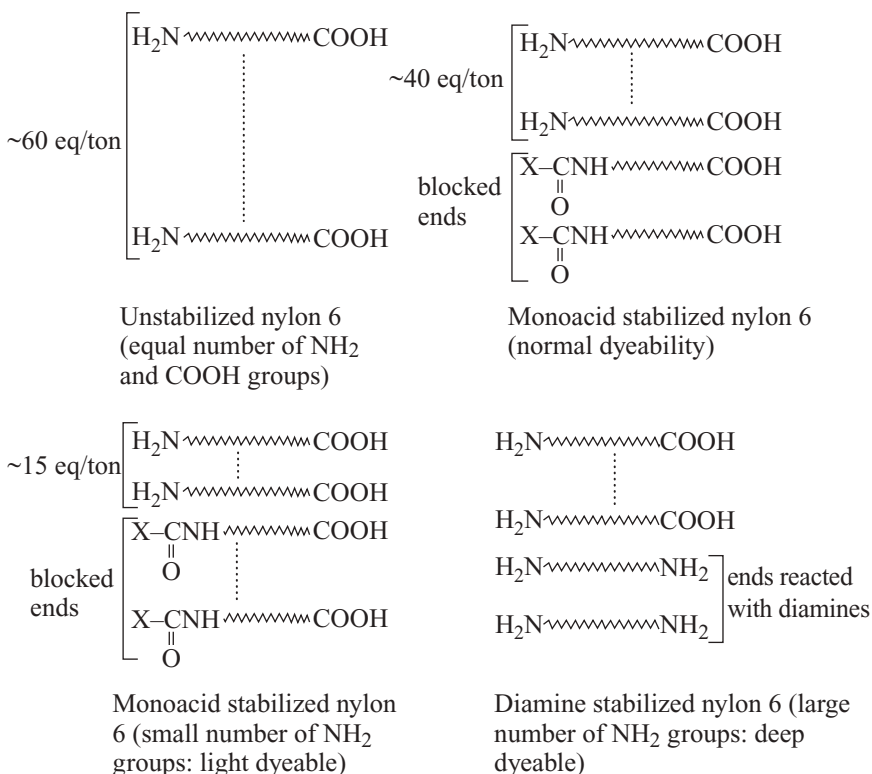 H2N COOH
~60 eq/ton
H2N COOH
Unstabilized nylon 6
(equal number of NH2
and COOH groups)
H2N COOH
~40 eq/ton
H2N COOH
X–CNH COOH
O
blocked
ends
X–CNH COOH
O
Monoacid stabilized nylon 6
(normal dyeability)
H2N COOH
~15 eq/ton
H2N COOH
X–CNH COOH
O
blocked
ends
X–CNH COOH
O
Monoacid stabilized nylon
6 (small number of NH2
groups: light dyeable)
H2N COOH
H2N COOH
H2N NH2
ends reacted
with diamines
H2N NH2
Diamine stabilized nylon 6 (large
number of NH2 groups: deep
dyeable)